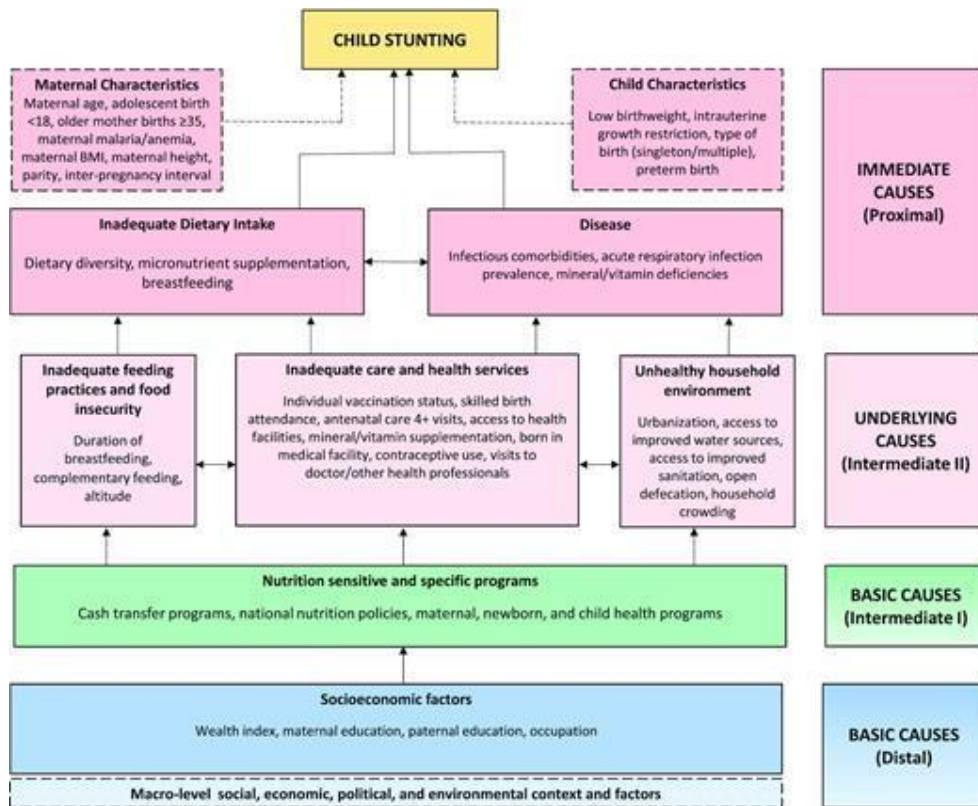 CHILD STUNTING
Maternal Characteristics
Maternal age, adolescent birth
<18, older mother births ≥35,
maternal malaria/anemia,
maternal BMI, maternal height,
parity, inter-pregnancy interval
Child Characteristics
Low birthweight, intrauterine
growth restriction, type of
birth (singleton/multiple),
preterm birth
IMMEDIATE
CAUSES
(Proximal)
Inadequate Dietary Intake
Dietary diversity, micronutrient supplementation,
breastfeeding
Disease
Infectious comorbidities, acute respiratory infection
prevalence, mineral/vitamin deficiencies
Inadequate feeding
practices and food
insecurity
Duration of
breastfeeding,
complementary feeding,
altitude
Inadequate care and health services
Individual vaccination status, skilled birth
attendance, antenatal care 4+ visits, access to health
facilities, mineral/vitamin supplementation, born in
medical facility, contraceptive use, visits to
doctor/other health professionals
Unhealthy household
environment
Urbanization, access to
improved water sources,
access to improved
sanitation, open
defecation, household
crowding
UNDERLYING
CAUSES
(Intermediate II)
Nutrition sensitive and specific programs
Cash transfer programs, national nutrition policies, maternal, newborn, and child health programs
BASIC CAUSES
(Intermediate I)
Socioeconomic factors
Wealth index, maternal education, paternal education, occupation
BASIC CAUSES
(Distal)
Macro-level social, economic, political, and environmental context and factors